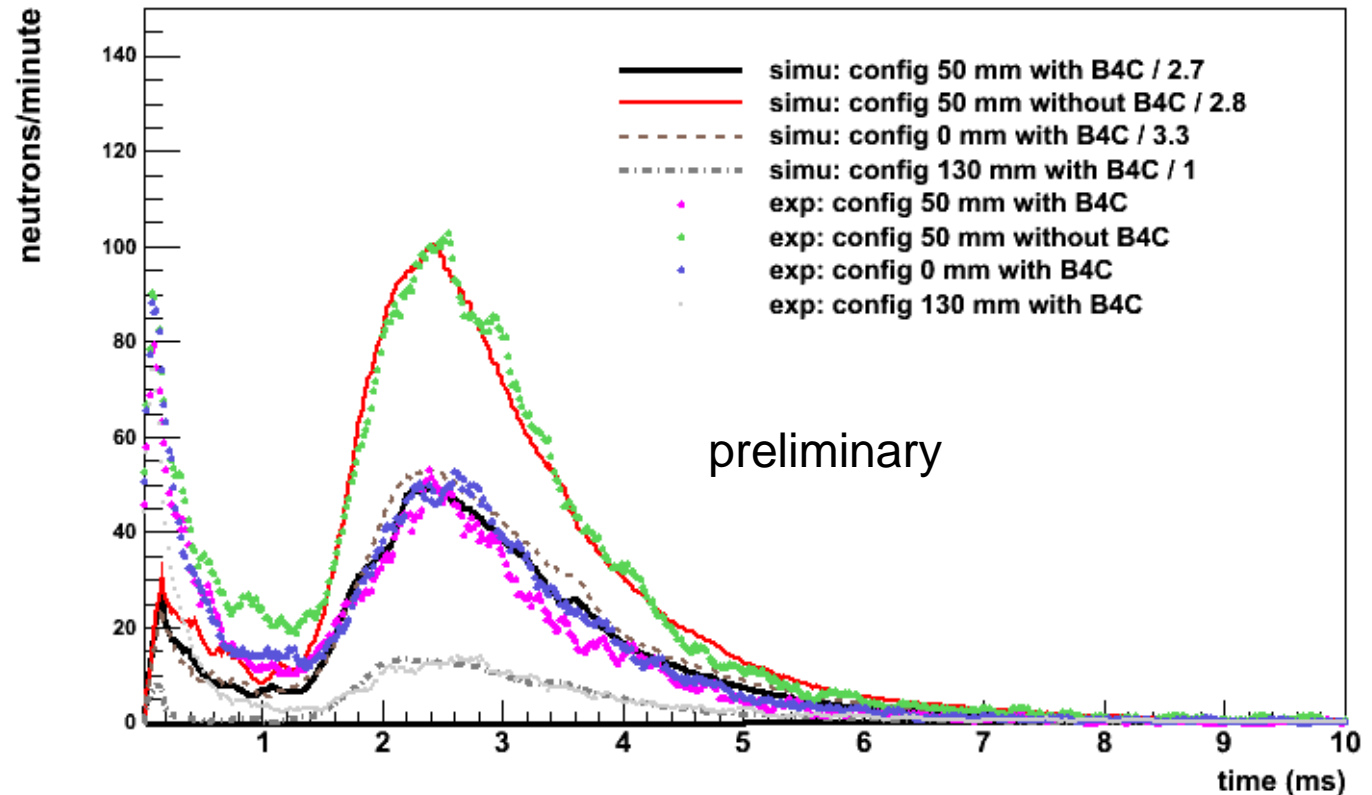 neutrons/minute
140
120
100
80
60
40
20
0
simu: config 50 mm with B4C / 2.7
simu: config 50 mm without B4C / 2.8
simu: config 0 mm with B4C / 3.3
simu: config 130 mm with B4C / 1
exp: config 50 mm with B4C
exp: config 50 mm without B4C
exp: config 0 mm with B4C
exp: config 130 mm with B4C
preliminary
1 2 3 4 5 6 7 8 9 10
time (ms)